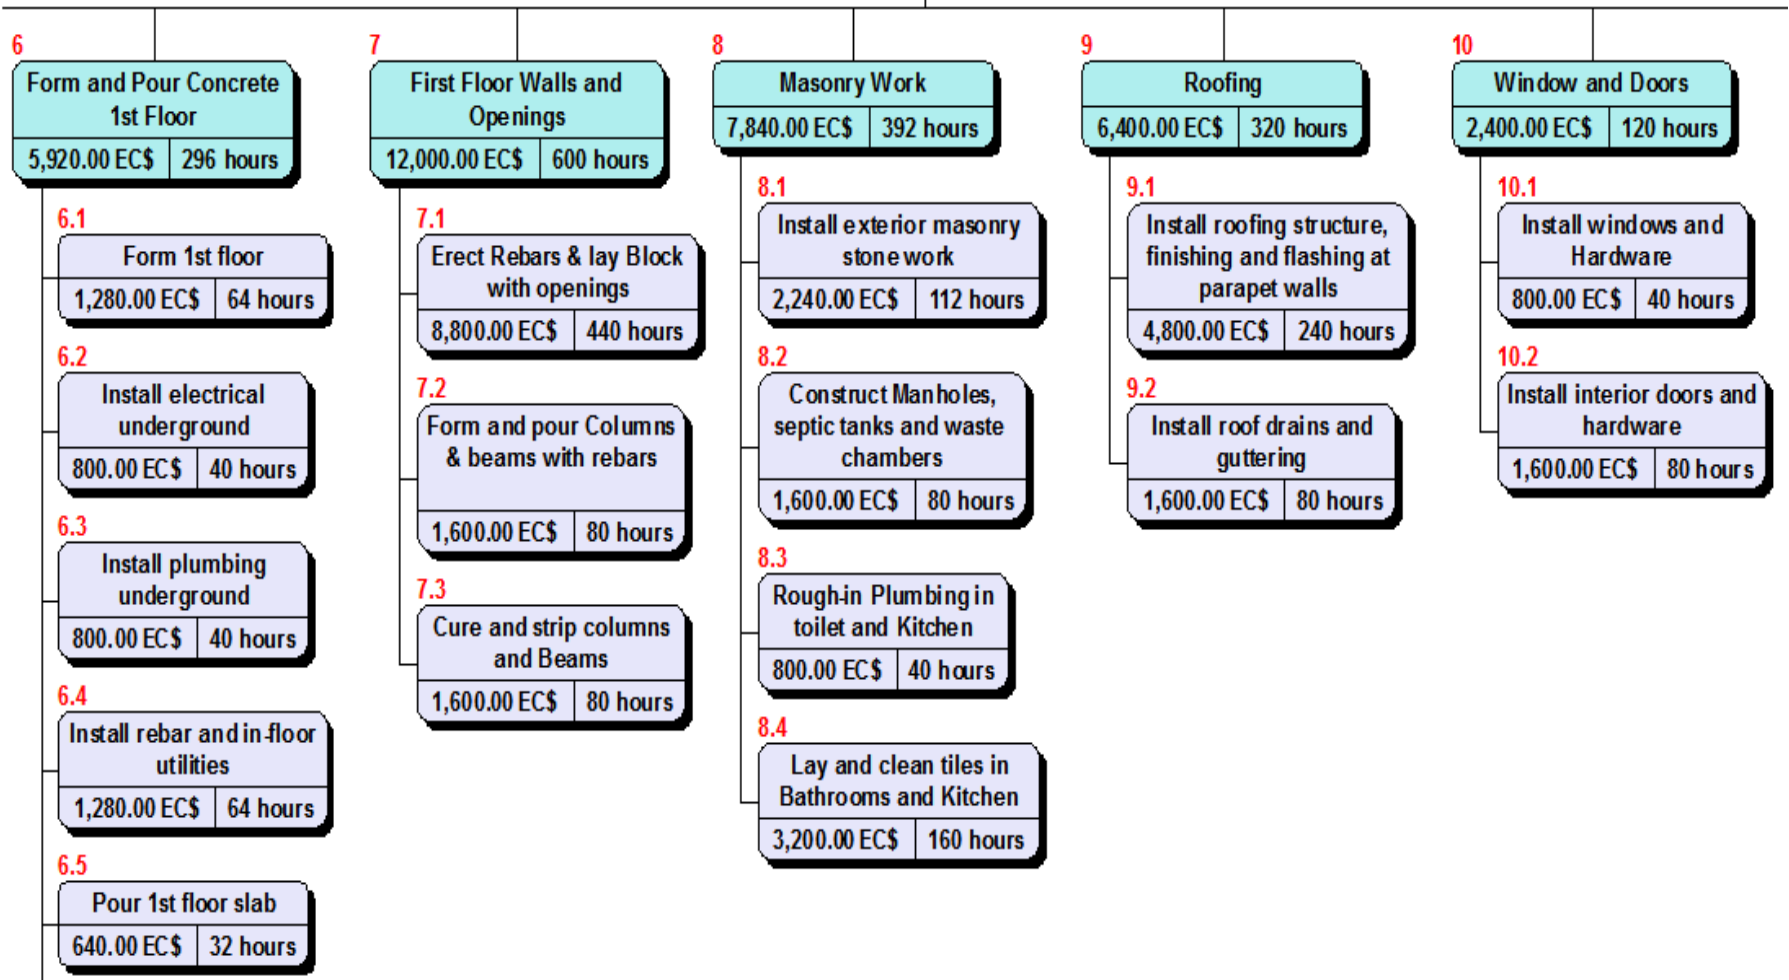 6
Form and Pour Concrete
1st Floor
5,920.00 EC$ 296 hours
6.1
Form 1st floor
1,280.00 EC$ 64 hours
6.2
Install electrical
underground
800.00 EC$ 40 hours
6.3
Install plumbing
underground
800.00 EC$ 40 hours
6.4
Install rebar and in-floor
utilities
1,280.00 EC$ 64 hours
6.5
Pour 1st floor slab
640.00 EC$ 32 hours
7
First Floor Walls and
Openings
12,000.00 EC$ 600 hours
7.1
Erect Rebars & lay Block
with openings
8,800.00 EC$ 440 hours
7.2
Form and pour Columns
& beams with rebars
1,600.00 EC$ 80 hours
7.3
Cure and strip columns
and Beams
1,600.00 EC$ 80 hours
8
Masonry Work
7,840.00 EC$ 392 hours
8.1
Install exterior masonry
stone work
2,240.00 EC$ 112 hours
8.2
Construct Manholes,
septic tanks and waste
chambers
1,600.00 EC$ 80 hours
8.3
Rough-in Plumbing in
toilet and Kitchen
800.00 EC$ 40 hours
8.4
Lay and clean tiles in
Bathrooms and Kitchen
3,200.00 EC$ 160 hours
9
Roofing
6,400.00 EC$ 320 hours
9.1
Install roofing structure,
finishing and flashing at
parapet walls
4,800.00 EC$ 240 hours
9.2
Install roof drains and
guttering
1,600.00 EC$ 80 hours
10
Window and Doors
2,400.00 EC$ 120 hours
10.1
Install windows and
Hardware
800.00 EC$ 40 hours
10.2
Install interior doors and
hardware
1,600.00 EC$ 80 hours